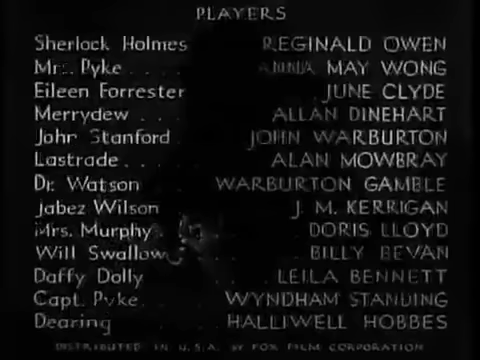 PLAYERS
Sherlock Holmes REGINALD OWEN
Mrs. Pyke . . . . ANNA MAY WONG
Eileen Forrester JUNE CLYDE
Merrydew . . . ALLAN DINEHART
John Stanford JOHN WARBURTON
Lastrade . . . ALAN MOWBRAY
Dr. Watson WARBURTON GAMBLE
Jabez Wilson J. M. KERRIGAN
Mrs. Murphy DORIS LLOYD
Will Swallow . . BILLY BEVAN
Daffy Dolly LEILA BENNETT
Capt. Pyke . . WYNDHAM STANDING
Dearing . . . HALLIWELL HOBBES
DISTRIBUTED IN U.S.A. BY FOX FILM CORPORATION